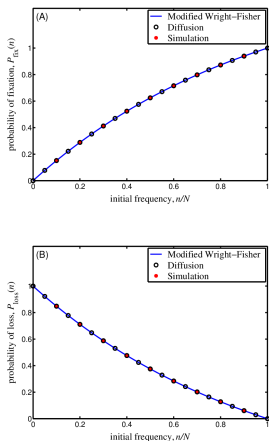 (A)
Modified Wright−Fisher
Diffusion
Simulation
probability of fixation, P_fix(n)
1
0.8
0.6
0.4
0.2
0
0 0.2 0.4 0.6 0.8 1
initial frequency, n/N
(B)
Modified Wright−Fisher
Diffusion
Simulation
probability of loss, P_loss(n)
1
0.8
0.6
0.4
0.2
0
0 0.2 0.4 0.6 0.8 1
initial frequency, n/N